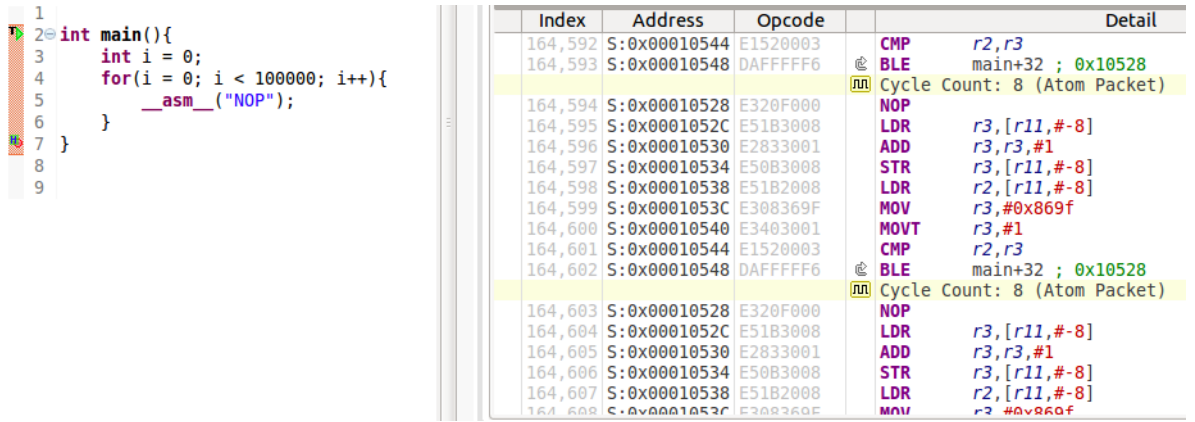 1
2 int main(){
3 int i = 0;
4 for(i = 0; i < 100000; i++){
5 __asm__("NOP");
6 }
7 }
8
9
Index Address Opcode Detail
164,592 S:0x00010544 E1520003 CMP r2,r3
164,593 S:0x00010548 DAFFFFF6 BLE main+32 ; 0x10528
Cycle Count: 8 (Atom Packet)
164,594 S:0x00010528 E320F000 NOP
164,595 S:0x0001052C E51B3008 LDR r3,[r11,#-8]
164,596 S:0x00010530 E2833001 ADD r3,r3,#1
164,597 S:0x00010534 E50B3008 STR r3,[r11,#-8]
164,598 S:0x00010538 E51B2008 LDR r2,[r11,#-8]
164,599 S:0x0001053C E308369F MOV r3,#0x869f
164,600 S:0x00010540 E3403001 MOVT r3,#1
164,601 S:0x00010544 E1520003 CMP r2,r3
164,602 S:0x00010548 DAFFFFF6 BLE main+32 ; 0x10528
Cycle Count: 8 (Atom Packet)
164,603 S:0x00010528 E320F000 NOP
164,604 S:0x0001052C E51B3008 LDR r3,[r11,#-8]
164,605 S:0x00010530 E2833001 ADD r3,r3,#1
164,606 S:0x00010534 E50B3008 STR r3,[r11,#-8]
164,607 S:0x00010538 E51B2008 LDR r2,[r11,#-8]
164,608 S:0x0001053C E308369F MOV r3,#0x869f